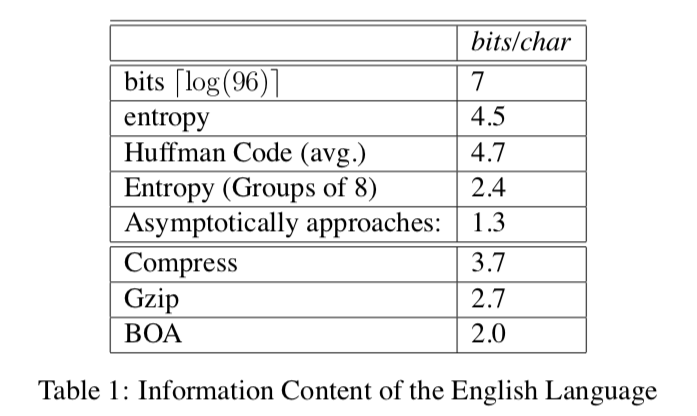 bits/char
bits ⌈log(96)⌉ 7
entropy 4.5
Huffman Code (avg.) 4.7
Entropy (Groups of 8) 2.4
Asymptotically approaches: 1.3
Compress 3.7
Gzip 2.7
BOA 2.0
Table 1: Information Content of the English Language